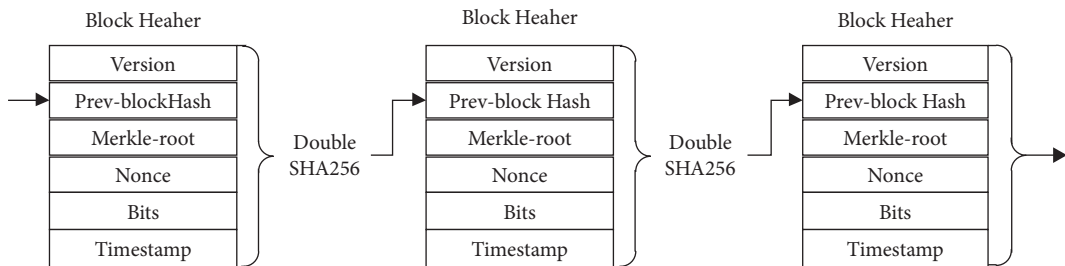 Block Heaher
Version
Prev-blockHash
Merkle-root
Nonce
Bits
Timestamp
Double
SHA256
Block Heaher
Version
Prev-block Hash
Merkle-root
Nonce
Bits
Timestamp
Double
SHA256
Block Heaher
Version
Prev-block Hash
Merkle-root
Nonce
Bits
Timestamp